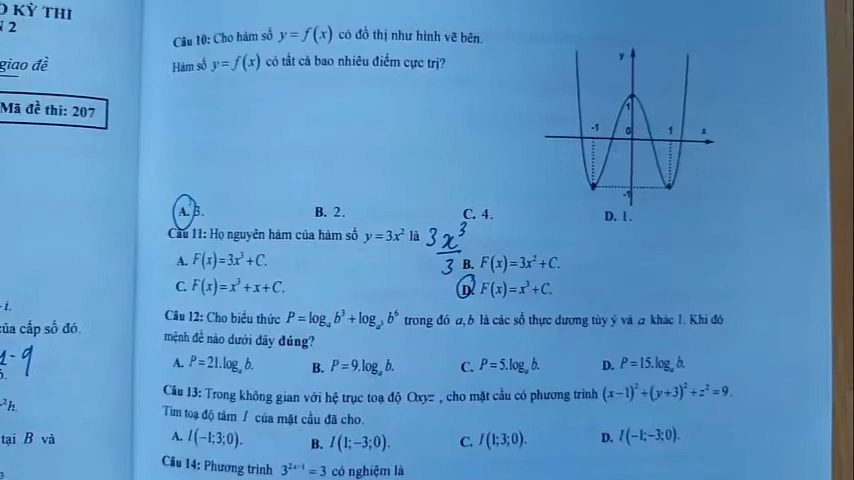 Ỳ KỲ THI
N 2
giao đề
Mã đề thi: 207
của cấp số đó.
tại B và
Câu 10: Cho hàm số y = f(x) có đồ thị như hình vẽ bên.
Hàm số y = f(x) có tất cả bao nhiêu điểm cực trị?
y
1
-1 0 1 x
-1
A. 3. B. 2. C. 4. D. 1.
Câu 11: Họ nguyên hàm của hàm số y = 3x² là 3x³/3
A. F(x) = 3x³ + C. B. F(x) = 3x² + C.
C. F(x) = x³ + x + C. D. F(x) = x³ + C.
Câu 12: Cho biểu thức P = logₐ b³ + log b⁶ trong đó a, b là các số thực dương tùy ý và a khác 1. Khi đó
mệnh đề nào dưới đây đúng?
A. P = 21.logₐ b. B. P = 9.logₐ b. C. P = 5.logₐ b. D. P = 15.logₐ b.
Câu 13: Trong không gian với hệ trục toạ độ Oxyz , cho mặt cầu có phương trình (x−1)² + (y+3)² + z² = 9.
Tìm toạ độ tâm I của mặt cầu đã cho.
A. I(−1;3;0). B. I(1;−3;0). C. I(1;3;0). D. I(−1;−3;0).
Câu 14: Phương trình 3²ˣ⁻¹ = 3 có nghiệm là